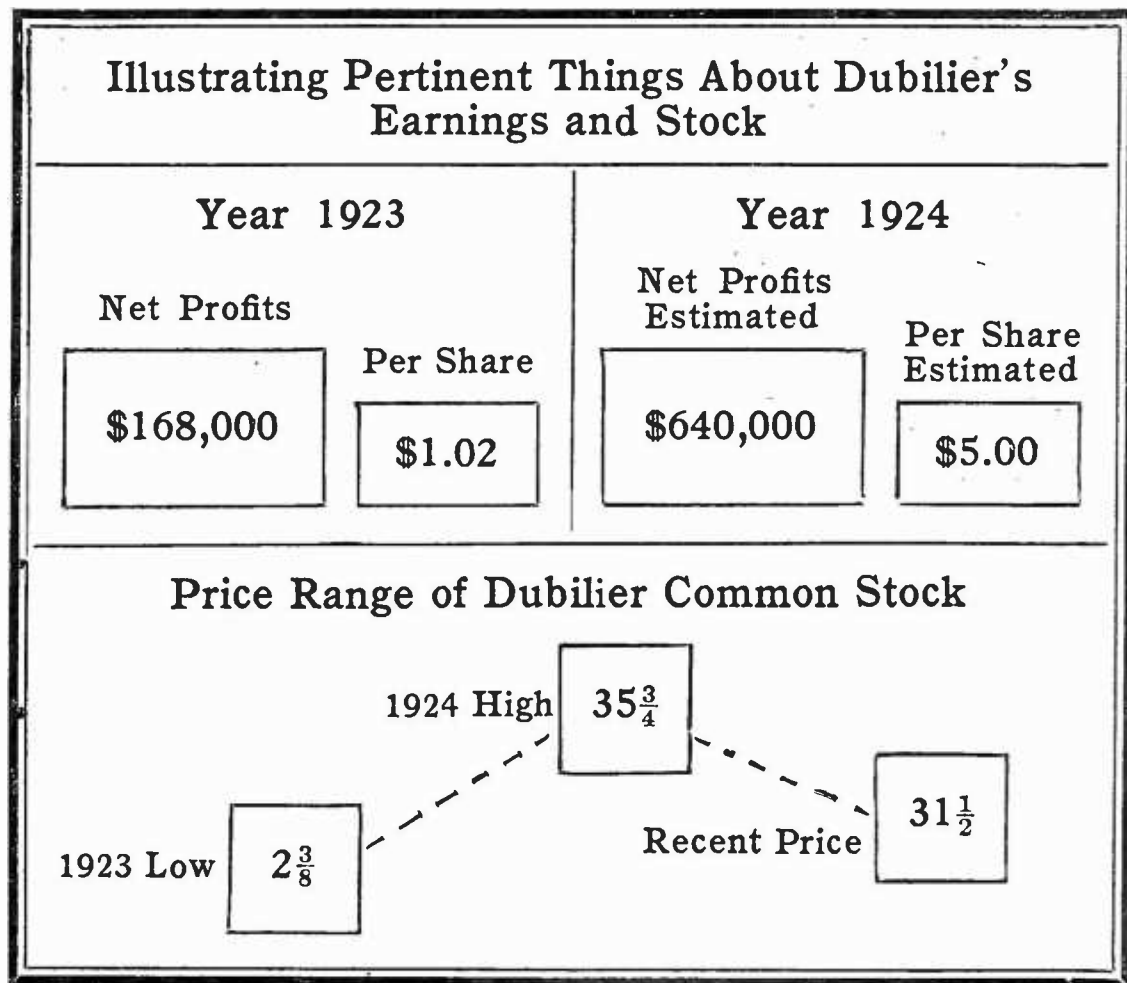 Illustrating Pertinent Things About Dubilier's
Earnings and Stock
Year 1923
Net Profits
$168,000
Per Share
$1.02
Year 1924
Net Profits
Estimated
$640,000
Per Share
Estimated
$5.00
Price Range of Dubilier Common Stock
1924 High
35¾
1923 Low
2⅜
Recent Price
31½